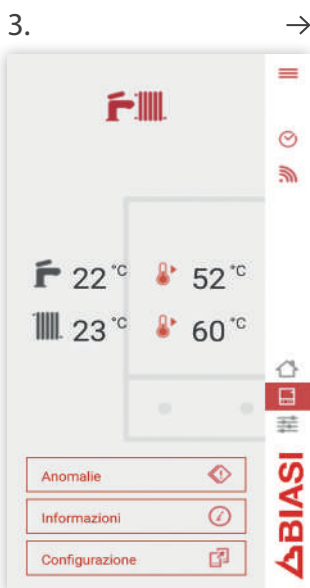 3. →
22 °C 52 °C
23 °C 60 °C
Anomalie
Informazioni
Configurazione
BIASI